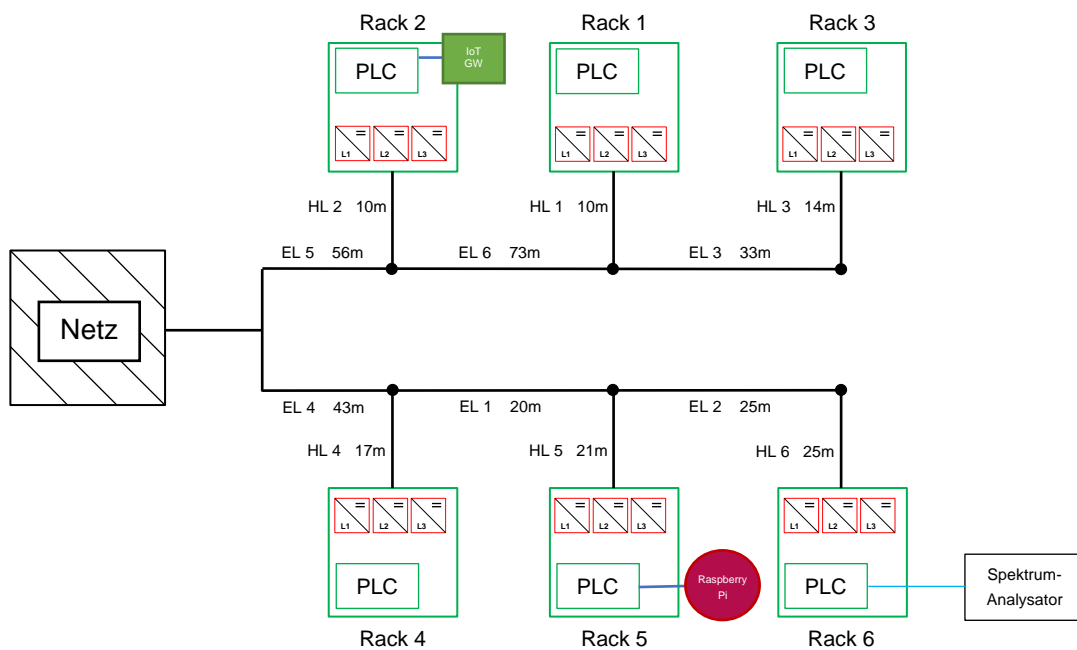 Rack 2
Rack 1
Rack 3
PLC
IoT
GW
PLC
PLC
L1 L2 L3
L1 L2 L3
L1 L2 L3
HL 2 10m
HL 1 10m
HL 3 14m
EL 5 56m
EL 6 73m
EL 3 33m
Netz
EL 4 43m
EL 1 20m
EL 2 25m
HL 4 17m
HL 5 21m
HL 6 25m
L1 L2 L3
L1 L2 L3
L1 L2 L3
PLC
PLC
Raspberry
Pi
PLC
Spektrum-
Analysator
Rack 4
Rack 5
Rack 6